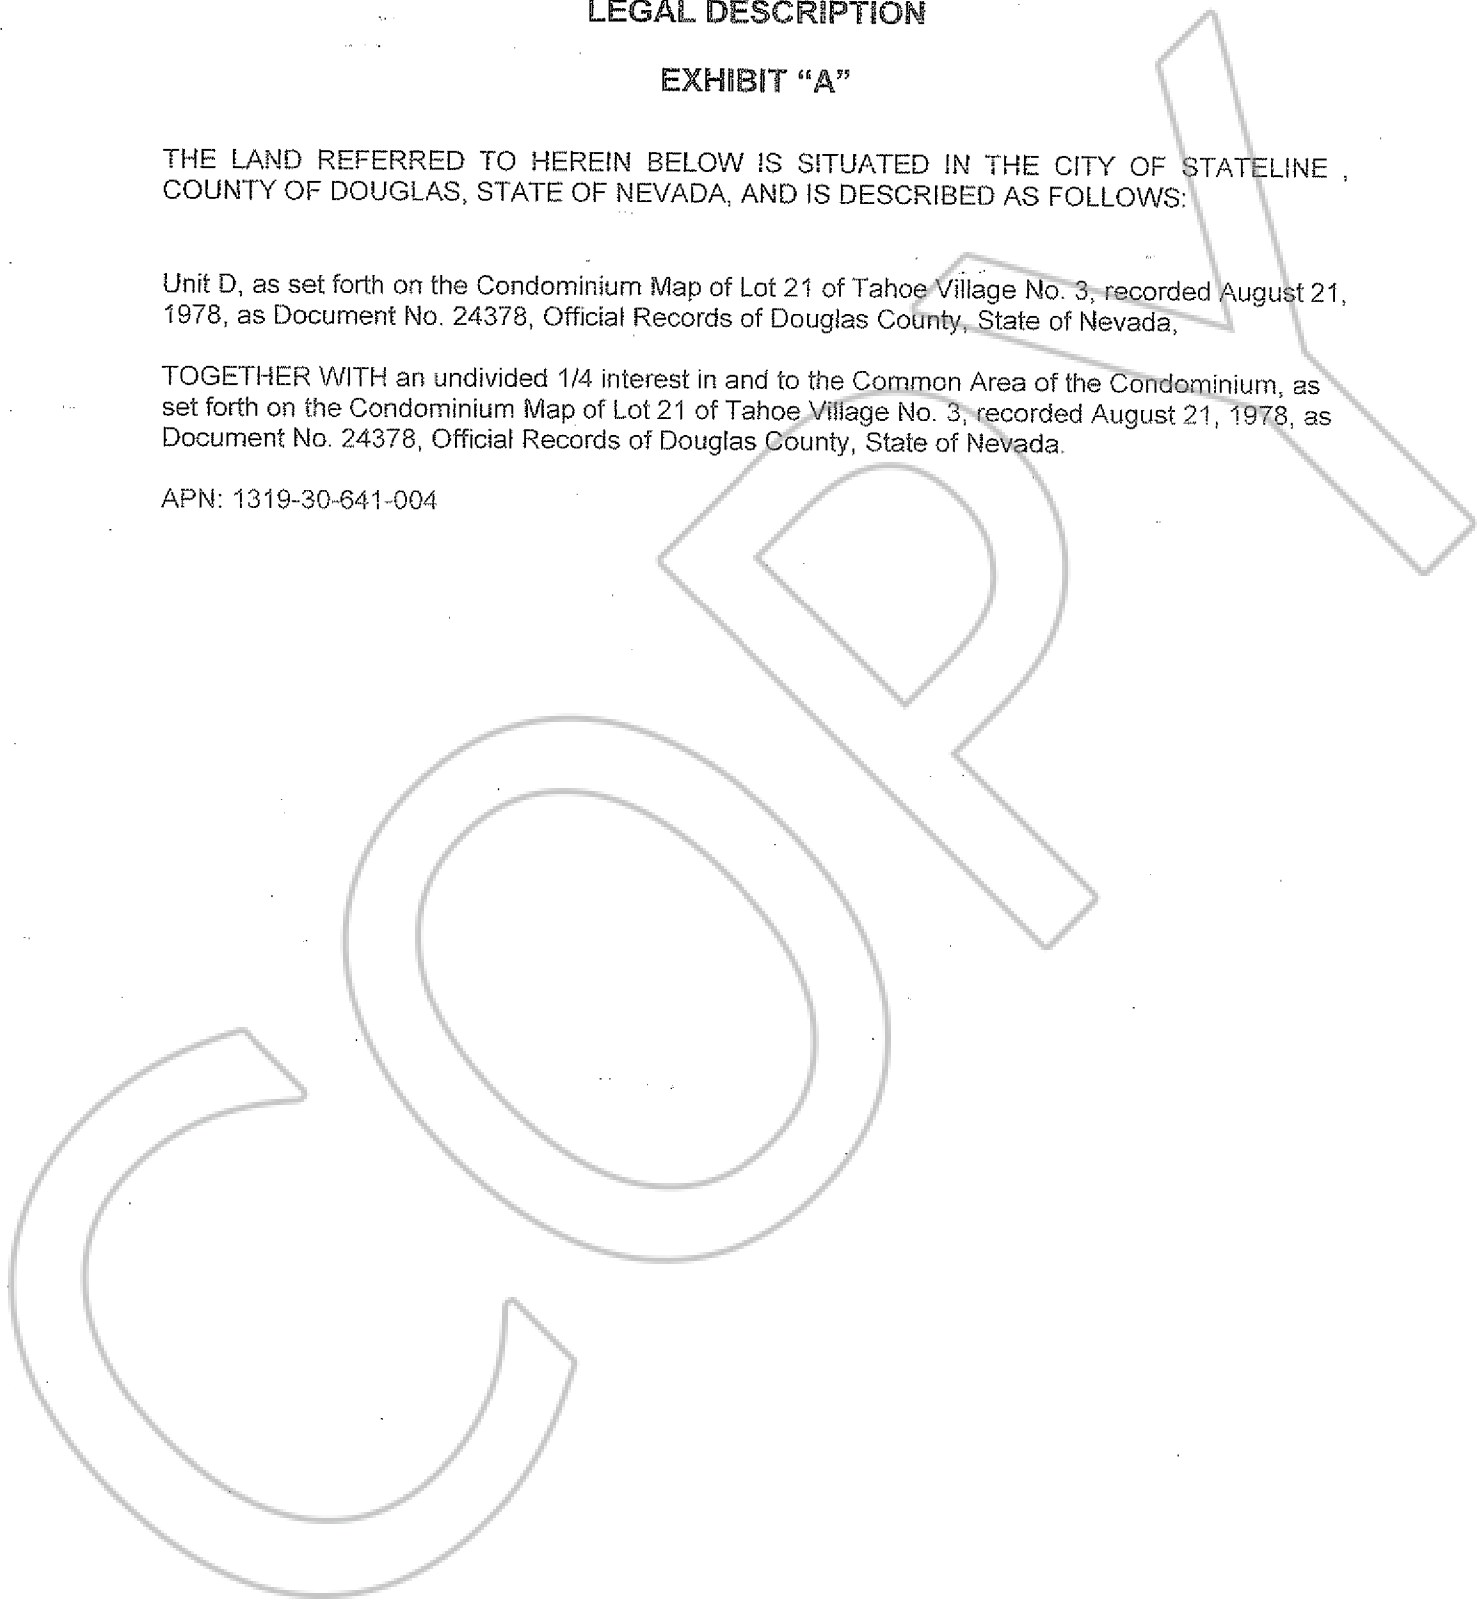 LEGAL DESCRIPTION
EXHIBIT “A”
THE LAND REFERRED TO HEREIN BELOW IS SITUATED IN THE CITY OF STATELINE ,
COUNTY OF DOUGLAS, STATE OF NEVADA, AND IS DESCRIBED AS FOLLOWS:
Unit D, as set forth on the Condominium Map of Lot 21 of Tahoe Village No. 3, recorded August 21,
1978, as Document No. 24378, Official Records of Douglas County, State of Nevada,
TOGETHER WITH an undivided 1/4 interest in and to the Common Area of the Condominium, as
set forth on the Condominium Map of Lot 21 of Tahoe Village No. 3, recorded August 21, 1978, as
Document No. 24378, Official Records of Douglas County, State of Nevada.
APN: 1319-30-641-004
COPY